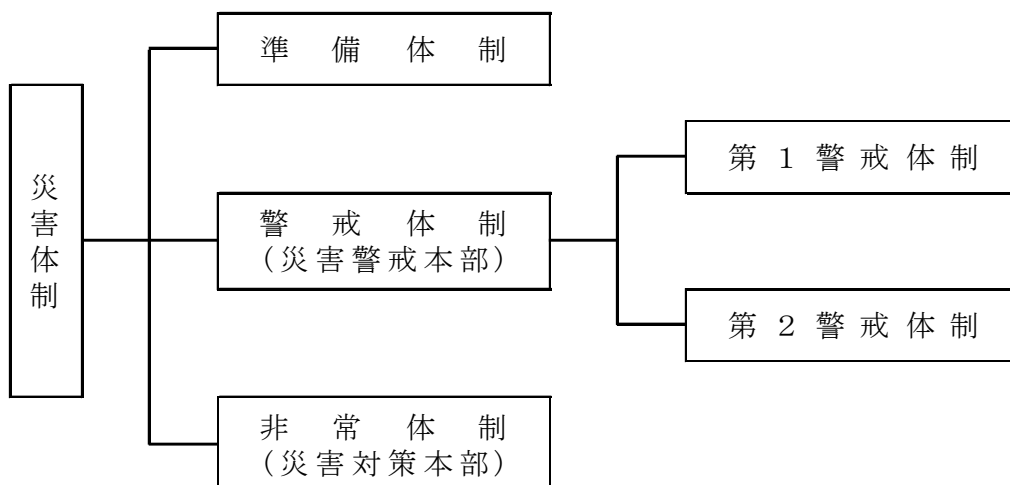 災害体制
準備体制
警戒体制
（災害警戒本部）
非常体制
（災害対策本部）
第１警戒体制
第２警戒体制